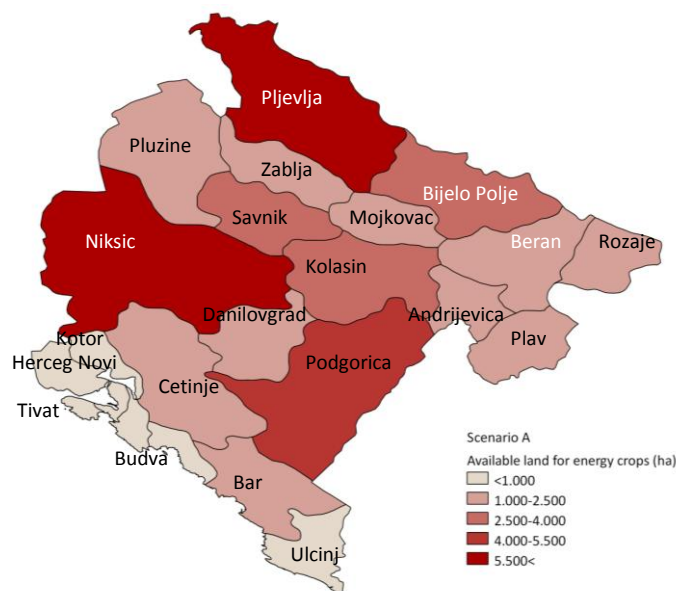 Pljevlja
Pluzine
Zablja
Bijelo Polje
Savnik
Mojkovac
Niksic
Beran
Rozaje
Kolasin
Danilovgrad
Andrijevica
Kotor
Plav
Herceg Novi
Podgorica
Cetinje
Tivat
Budva
Bar
Ulcinj
Scenario A
Available land for energy crops (ha)
<1.000
1.000-2.500
2.500-4.000
4.000-5.500
5.500<